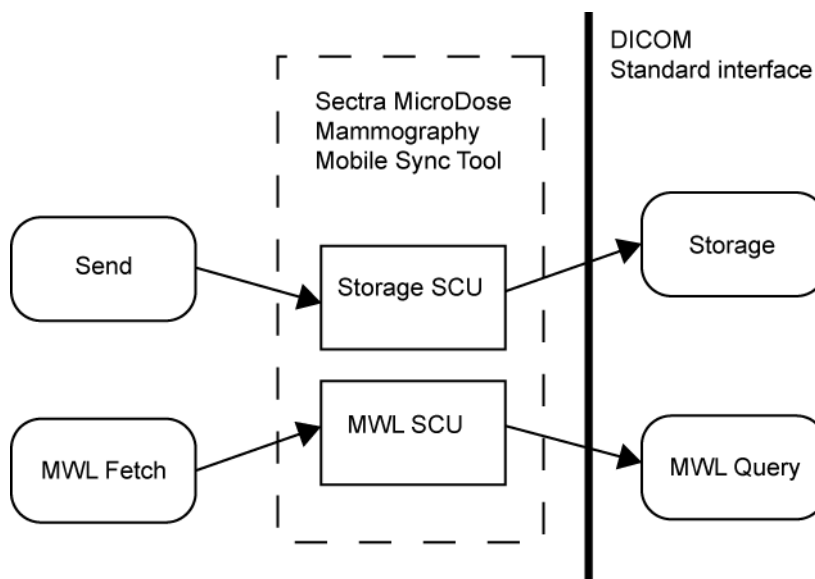 DICOM
Standard interface
Sectra MicroDose
Mammography
Mobile Sync Tool
Send
Storage SCU
Storage
MWL Fetch
MWL SCU
MWL Query